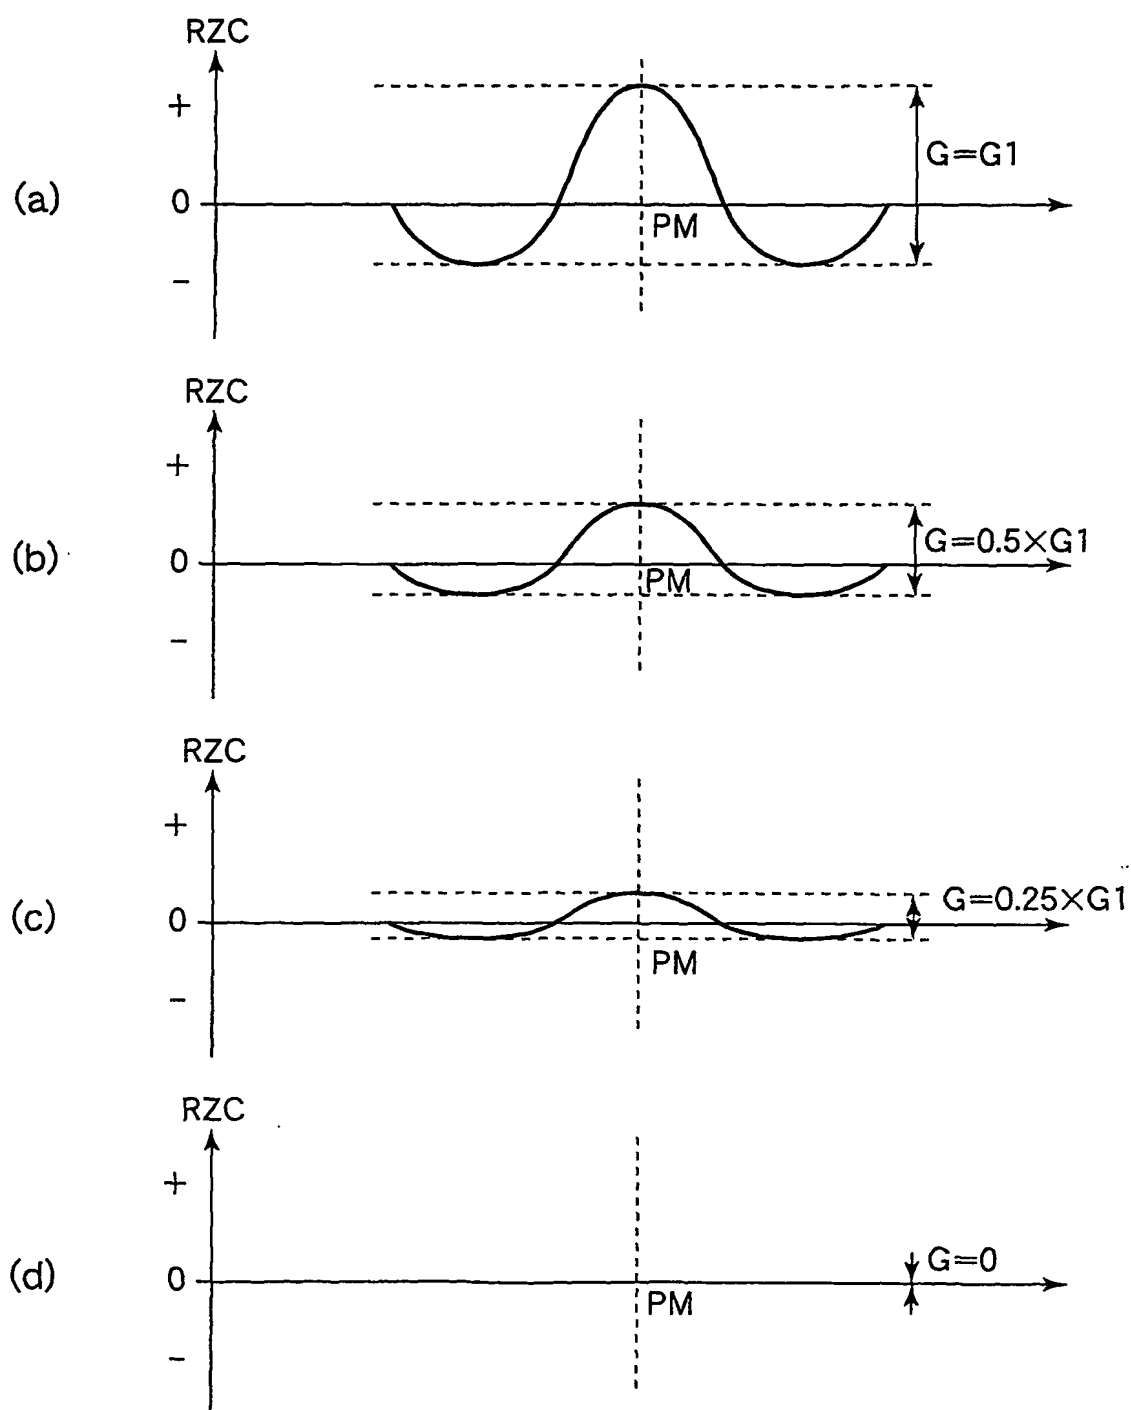 RZC
+
G=G1
(a)
0
PM
−
RZC
+
G=0.5×G1
(b)
0
PM
−
RZC
+
G=0.25×G1
(c)
0
PM
−
RZC
+
G=0
(d)
0
PM
−